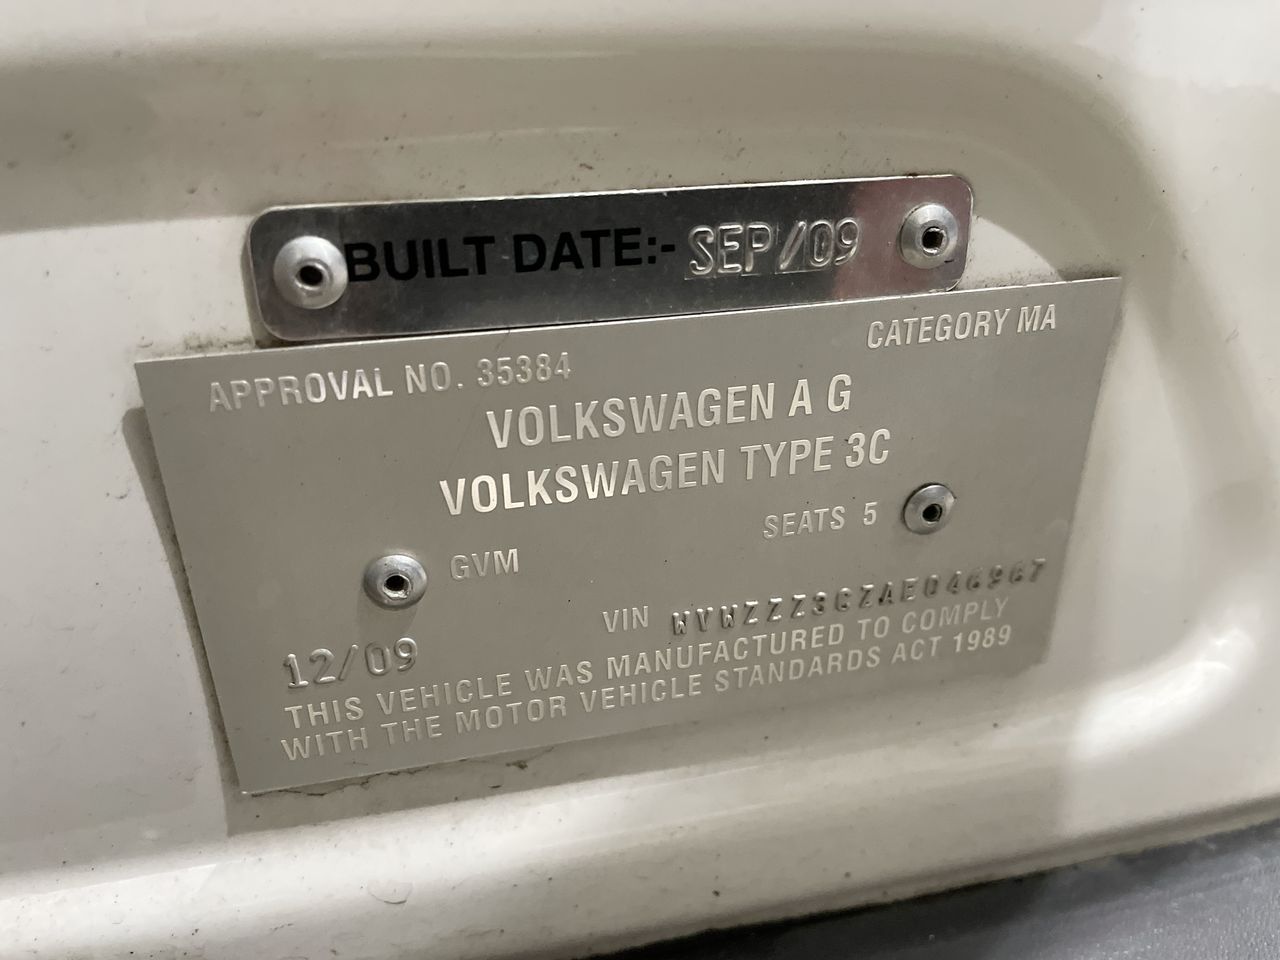 BUILT DATE:- SEP/09
APPROVAL NO. 35384
CATEGORY MA
VOLKSWAGEN A G
VOLKSWAGEN TYPE 3C
SEATS 5
GVM
VIN WVWZZZ3CZAE046967
12/09
THIS VEHICLE WAS MANUFACTURED TO COMPLY
WITH THE MOTOR VEHICLE STANDARDS ACT 1989